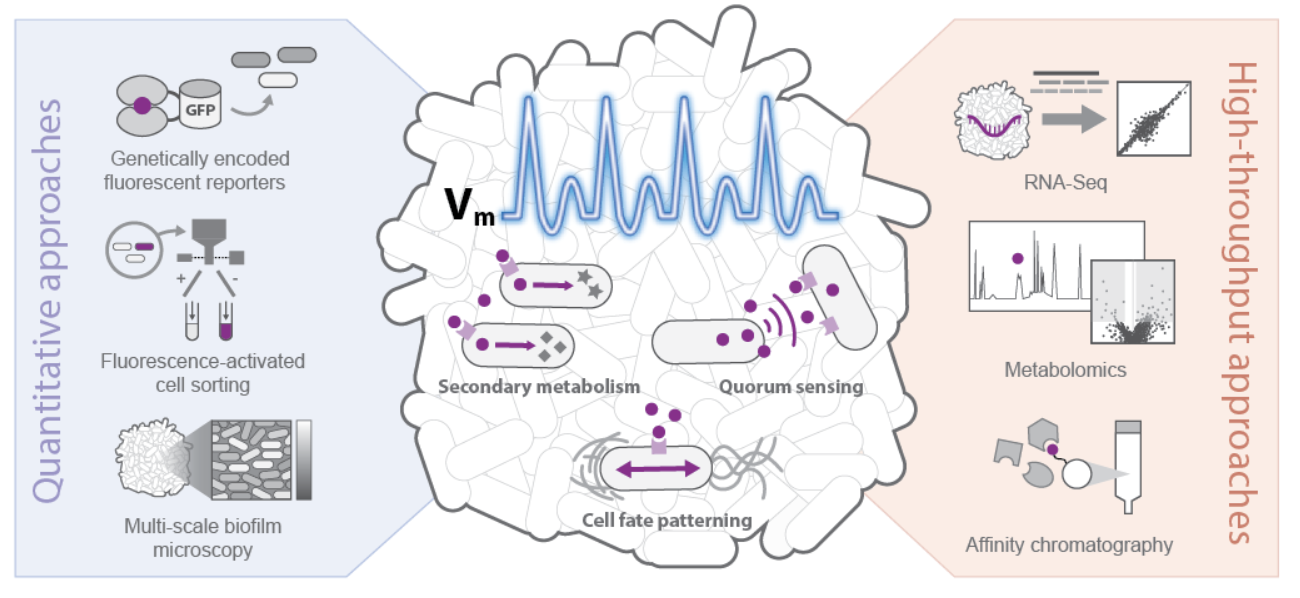 Quantitative approaches
GFP
Genetically encoded
fluorescent reporters
+
-
Fluorescence-activated
cell sorting
Multi-scale biofilm
microscopy
Vm
Secondary metabolism
Quorum sensing
Cell fate patterning
High-throughput approaches
RNA-Seq
Metabolomics
Affinity chromatography